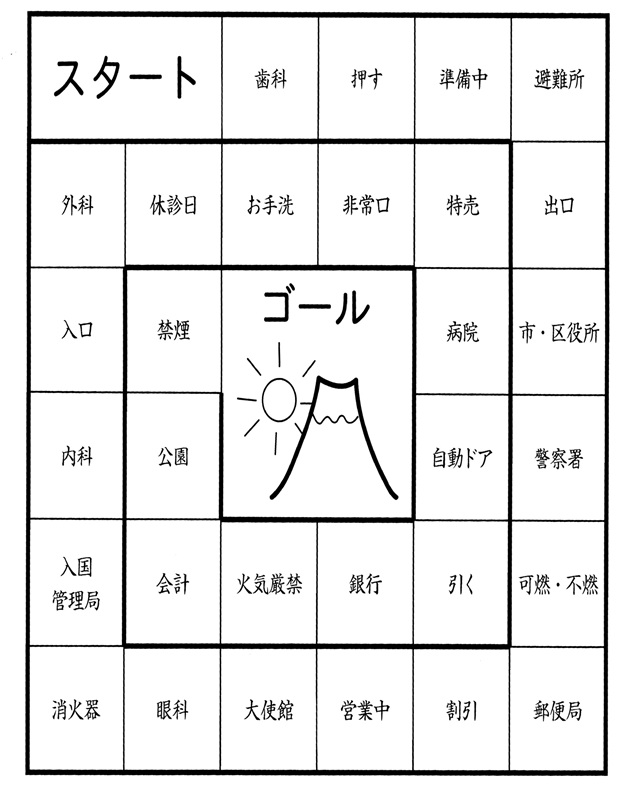 スタート
歯科
押す
準備中
避難所
外科
休診日
お手洗
非常口
特売
出口
入口
禁煙
ゴール
病院
市・区役所
内科
公園
自動ドア
警察署
入国
管理局
会計
火気厳禁
銀行
引く
可燃・不燃
消火器
眼科
大使館
営業中
割引
郵便局